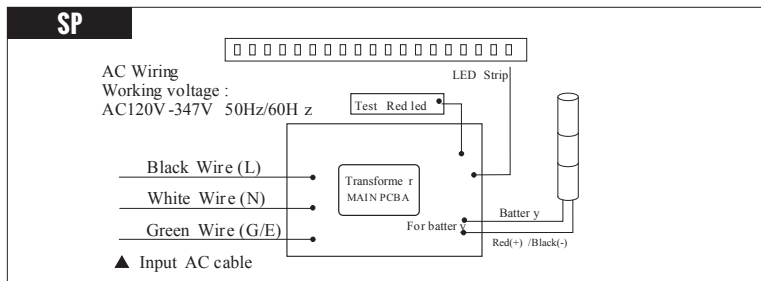 SP
AC Wiring
Working voltage :
AC120V-347V 50Hz/60H z
LED Strip
Test Red led
Black Wire (L)
White Wire (N)
Green Wire (G/E)
Transforme r
MAIN PCBA
For batter y
Batter y
Red(+) /Black(-)
▲ Input AC cable